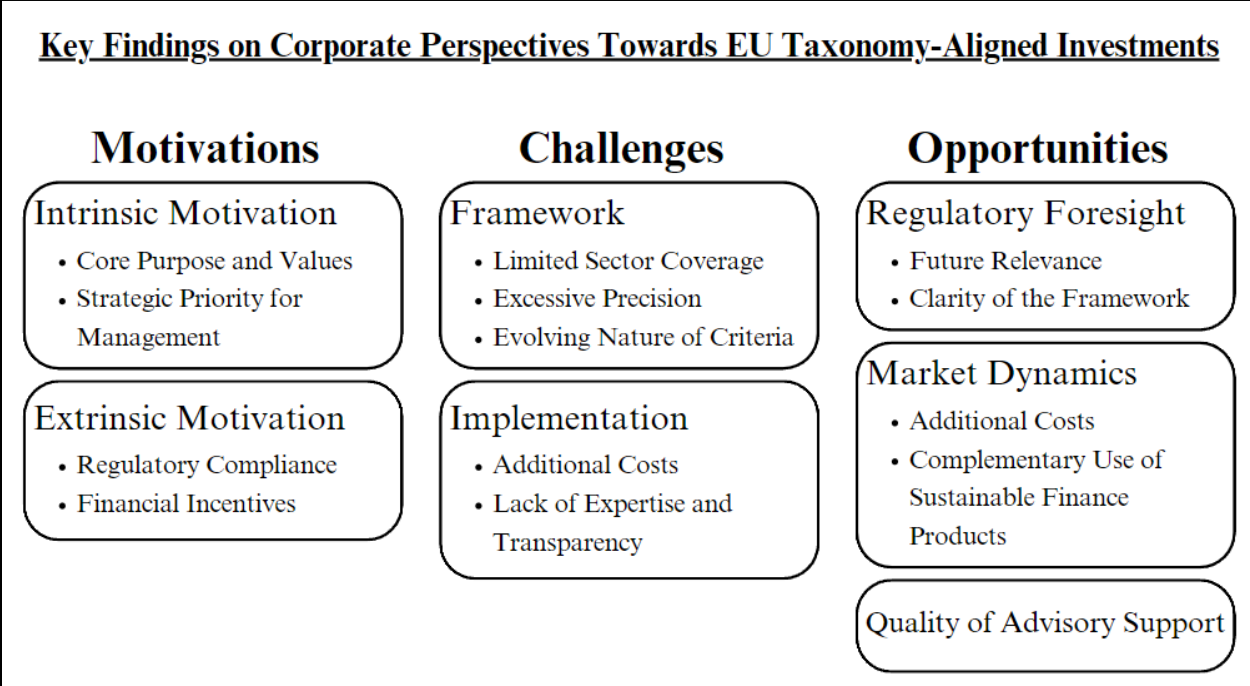 Key Findings on Corporate Perspectives Towards EU Taxonomy-Aligned Investments
Motivations
Intrinsic Motivation
• Core Purpose and Values
• Strategic Priority for
Management
Extrinsic Motivation
• Regulatory Compliance
• Financial Incentives
Challenges
Framework
• Limited Sector Coverage
• Excessive Precision
• Evolving Nature of Criteria
Implementation
• Additional Costs
• Lack of Expertise and
Transparency
Opportunities
Regulatory Foresight
• Future Relevance
• Clarity of the Framework
Market Dynamics
• Additional Costs
• Complementary Use of
Sustainable Finance
Products
Quality of Advisory Support